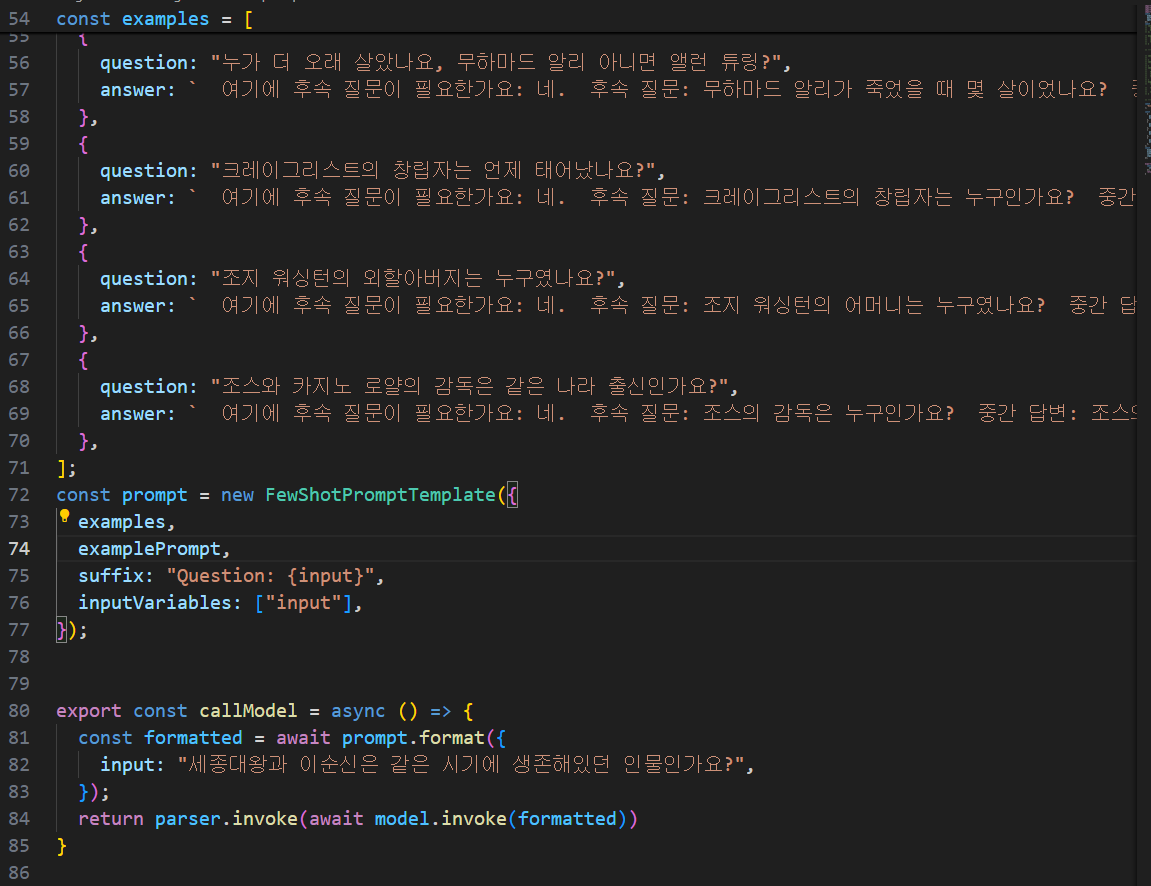 54 const examples = [
55 {
56 question: "누가 더 오래 살았나요, 무하마드 알리 아니면 앨런 튜링?",
57 answer: ` 여기에 후속 질문이 필요한가요: 네. 후속 질문: 무하마드 알리가 죽었을 때 몇 살이었나요?
58 },
59 {
60 question: "크레이그리스트의 창립자는 언제 태어났나요?",
61 answer: ` 여기에 후속 질문이 필요한가요: 네. 후속 질문: 크레이그리스트의 창립자는 누구인가요? 중간
62 },
63 {
64 question: "조지 워싱턴의 외할아버지는 누구였나요?",
65 answer: ` 여기에 후속 질문이 필요한가요: 네. 후속 질문: 조지 워싱턴의 어머니는 누구였나요? 중간 답
66 },
67 {
68 question: "조스와 카지노 로얄의 감독은 같은 나라 출신인가요?",
69 answer: ` 여기에 후속 질문이 필요한가요: 네. 후속 질문: 조스의 감독은 누구인가요? 중간 답변: 조스의
70 },
71 ];
72 const prompt = new FewShotPromptTemplate({
73 examples,
74 examplePrompt,
75 suffix: "Question: {input}",
76 inputVariables: ["input"],
77 });
78
79
80 export const callModel = async () => {
81 const formatted = await prompt.format({
82 input: "세종대왕과 이순신은 같은 시기에 생존해있던 인물인가요?",
83 });
84 return parser.invoke(await model.invoke(formatted))
85 }
86